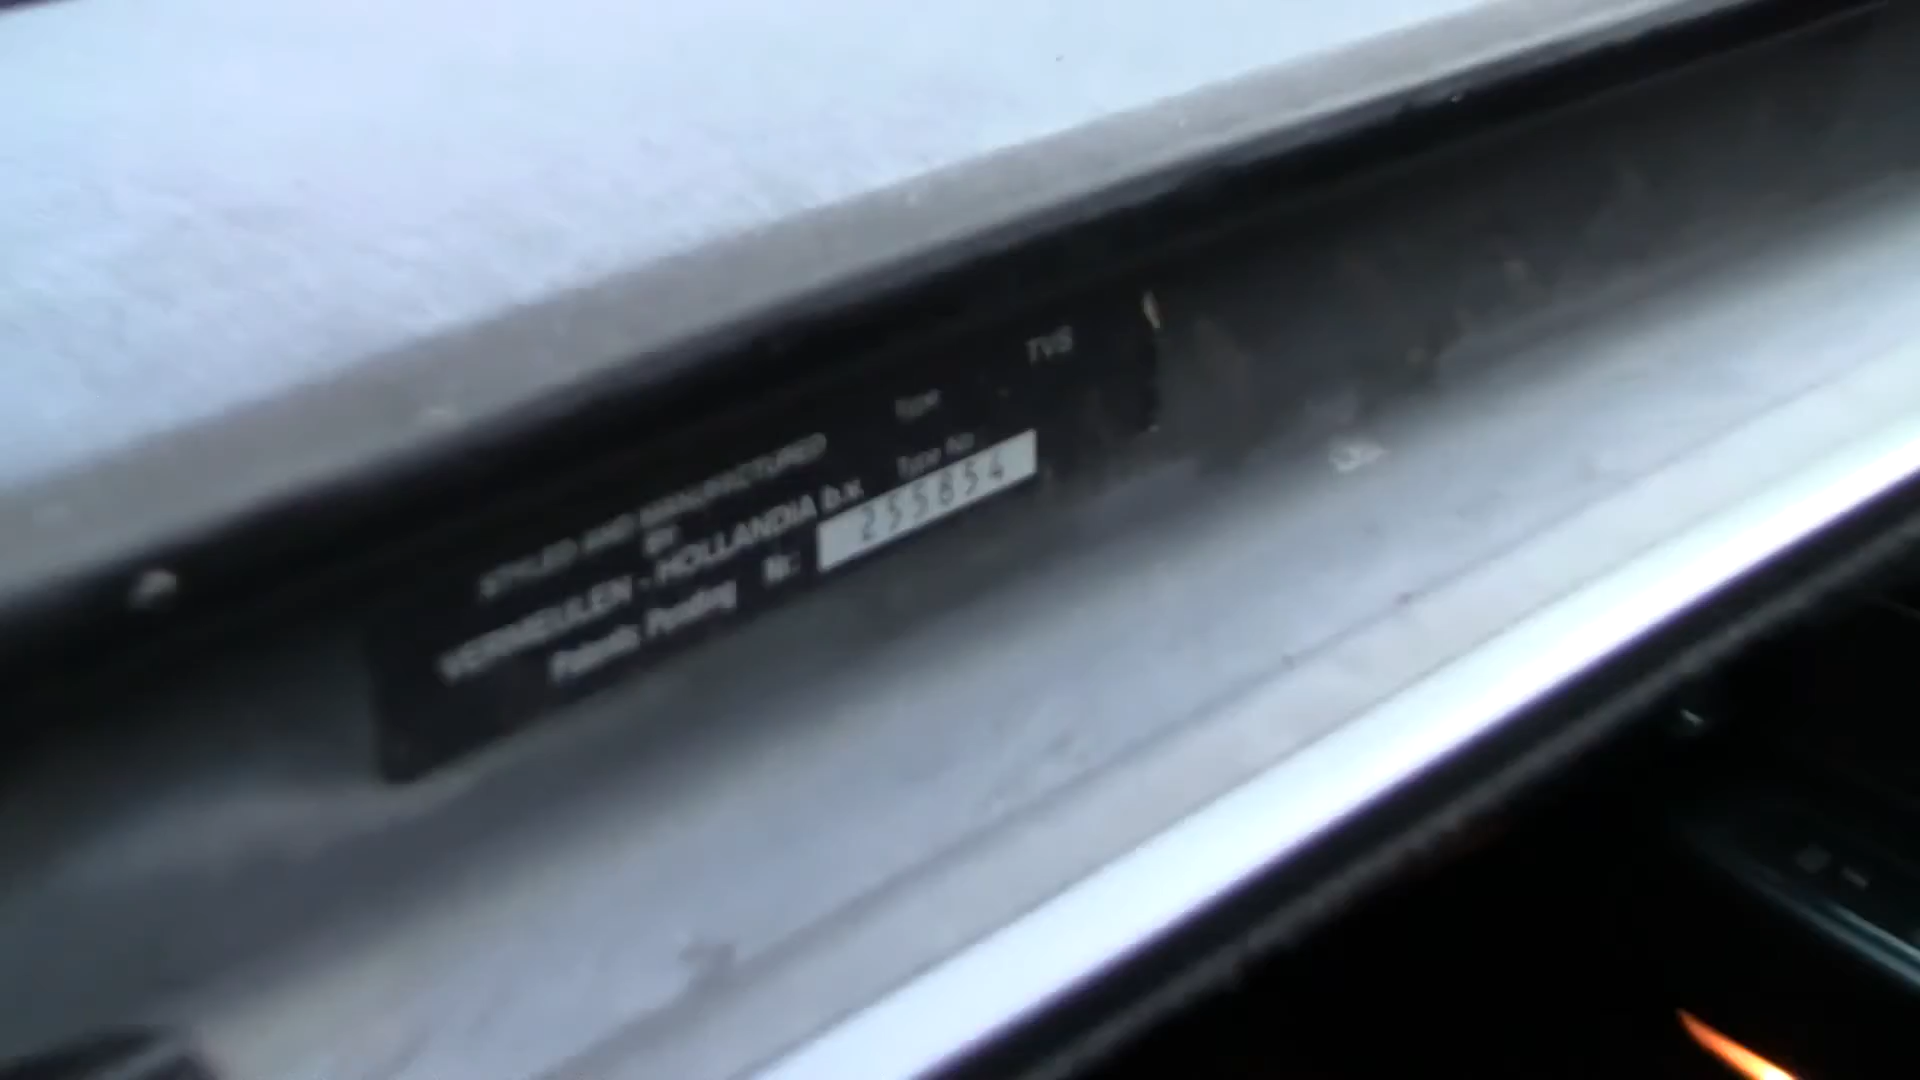 STYLED AND MANUFACTURED
BY
VERMEULEN - HOLLANDIA b.v.
Patents Pending Nr.: 255854
Type TVS
Type No